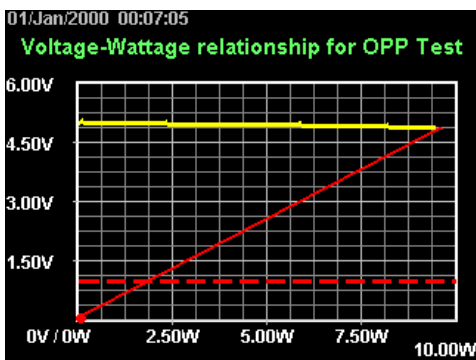 01/Jan/2000 00:07:05
Voltage-Wattage relationship for OPP Test
6.00V
4.50V
3.00V
1.50V
0V / 0W 2.50W 5.00W 7.50W 10.00W